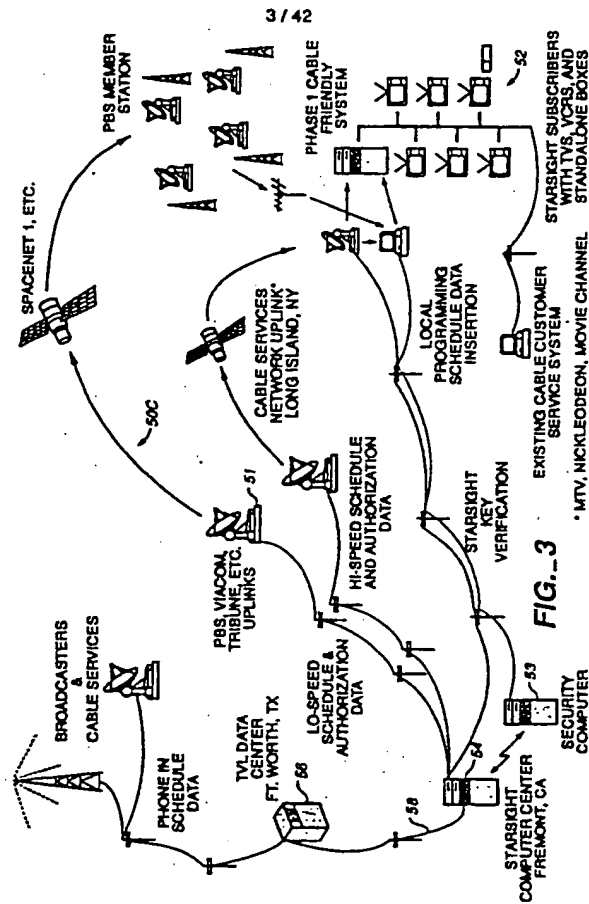 3 / 42
BROADCASTERS
&
CABLE SERVICES
PHONE IN
SCHEDULE
DATA
TVL DATA
CENTER
FT. WORTH, TX
56
58
54
STARSIGHT
COMPUTER CENTER
FREMONT, CA
53
SECURITY
COMPUTER
SPACENET 1, ETC.
50C
51
PBS, VIACOM,
TRIBUNE, ETC.
UPLINKS
LO-SPEED
SCHEDULE &
AUTHORIZATION
DATA
HI-SPEED SCHEDULE
AND AUTHORIZATION
DATA
CABLE SERVICES
NETWORK UPLINK*
LONG ISLAND, NY
STARSIGHT
KEY
VERIFICATION
FIG._3
PBS MEMBER
STATION
PHASE 1 CABLE
FRIENDLY
SYSTEM
LOCAL
PROGRAMMING
SCHEDULE DATA
INSERTION
52
EXISTING CABLE CUSTOMER
SERVICE SYSTEM
STARSIGHT SUBSCRIBERS
WITH TVS, VCRS, AND
STANDALONE BOXES
* MTV, NICKLEODEON, MOVIE CHANNEL